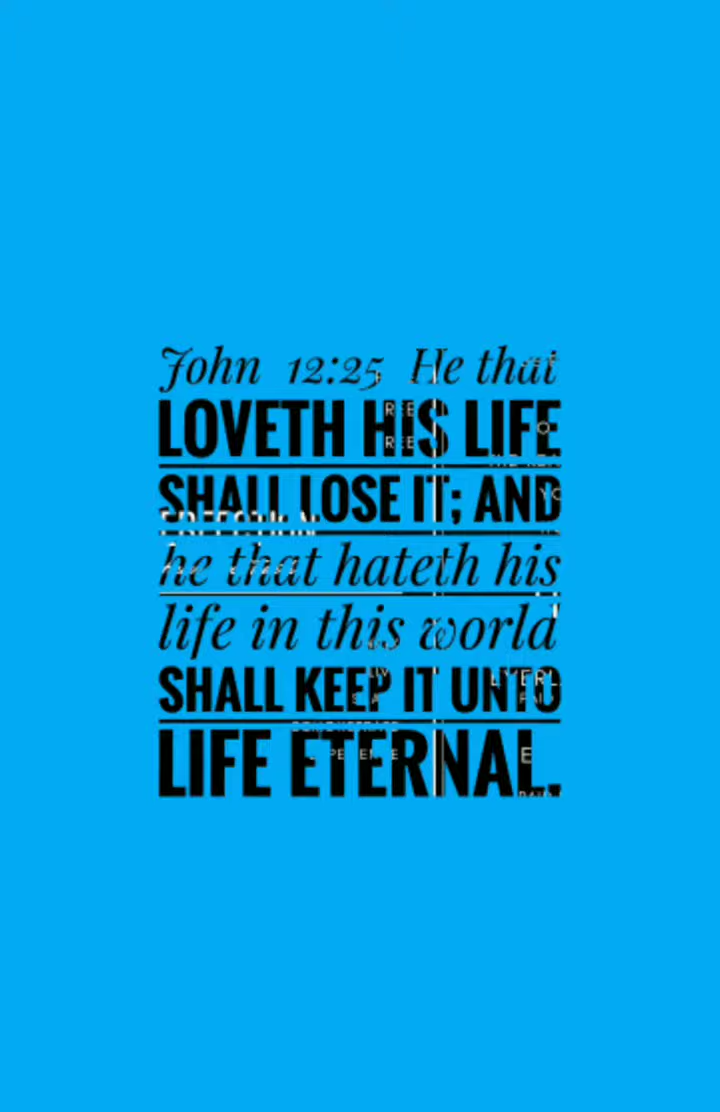 John 12:25 He that
LOVETH HIS LIFE
SHALL LOSE IT; AND
he that hateth his
life in this world
SHALL KEEP IT UNTO
LIFE ETERNAL.